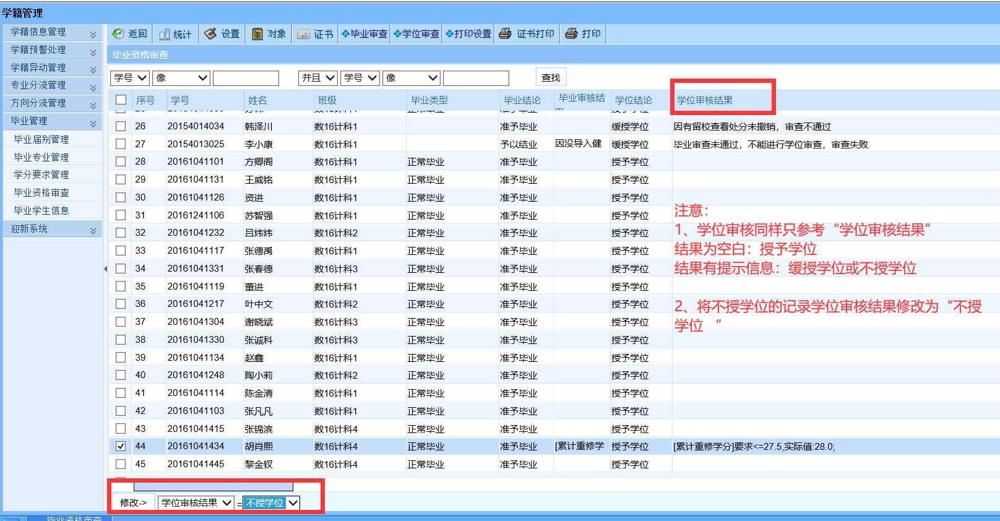 学籍管理
学籍信息管理
学籍预警处理
学籍异动管理
专业分流管理
方向分流管理
毕业管理
毕业届别管理
毕业专业管理
学分要求管理
毕业资格审查
毕业学生信息
迎新系统
返回 统计 设置 对象 证书 毕业审查 学位审查 打印设置 证书打印 打印
毕业资格审查
学号 像 并且 学号 像 查找
序号 学号 姓名 班级 毕业类型 毕业结论 毕业审核结 学位结论 学位审核结果
26 20154014034 韩泽川 数16计科1 准予毕业 缓授学位 因有留校查看处分未撤销，审查不通过
27 20154013025 李小康 数16计科1 予以结业 因没导入健 缓授学位 毕业审查未通过，不能进行学位审查，审查失败
28 20161041101 方卿阁 数16计科1 正常毕业 准予毕业 授予学位
29 20161041131 王威铭 数16计科1 正常毕业 准予毕业 授予学位
30 20161041126 资进 数16计科1 正常毕业 准予毕业 授予学位
31 20161241106 苏智强 数16计科1 正常毕业 准予毕业 授予学位
32 20161041232 吕炜炜 数16计科2 正常毕业 准予毕业 授予学位
33 20161041117 张德禹 数16计科1 正常毕业 准予毕业 授予学位
34 20161041331 张春德 数16计科3 正常毕业 准予毕业 授予学位
35 20161041119 董进 数16计科1 正常毕业 准予毕业 授予学位
36 20161041217 叶中文 数16计科2 正常毕业 准予毕业 授予学位
37 20161041304 谢晓斌 数16计科3 正常毕业 准予毕业 授予学位
38 20161041330 张诚科 数16计科3 正常毕业 准予毕业 授予学位
39 20161041134 赵鑫 数16计科1 正常毕业 准予毕业 授予学位
40 20161041248 陶小莉 数16计科2 正常毕业 准予毕业 授予学位
41 20161041114 陈金清 数16计科1 正常毕业 准予毕业 授予学位
42 20161041103 张凡凡 数16计科1 正常毕业 准予毕业 授予学位
43 20161041415 张锦滨 数16计科4 正常毕业 准予毕业 授予学位
44 20161041434 胡肖熙 数16计科4 正常毕业 准予毕业 [累计重修学 授予学位 [累计重修学分]要求<=27.5,实际值:28.0;
45 20161041445 黎金钗 数16计科4 正常毕业 准予毕业 授予学位
注意：
1、学位审核同样只参考“学位审核结果”
结果为空白：授予学位
结果有提示信息：缓授学位或不授学位
2、将不授学位的记录学位审核结果修改为“不授
学位 ”
修改-> 学位审核结果 = 不授学位
毕业资格审查